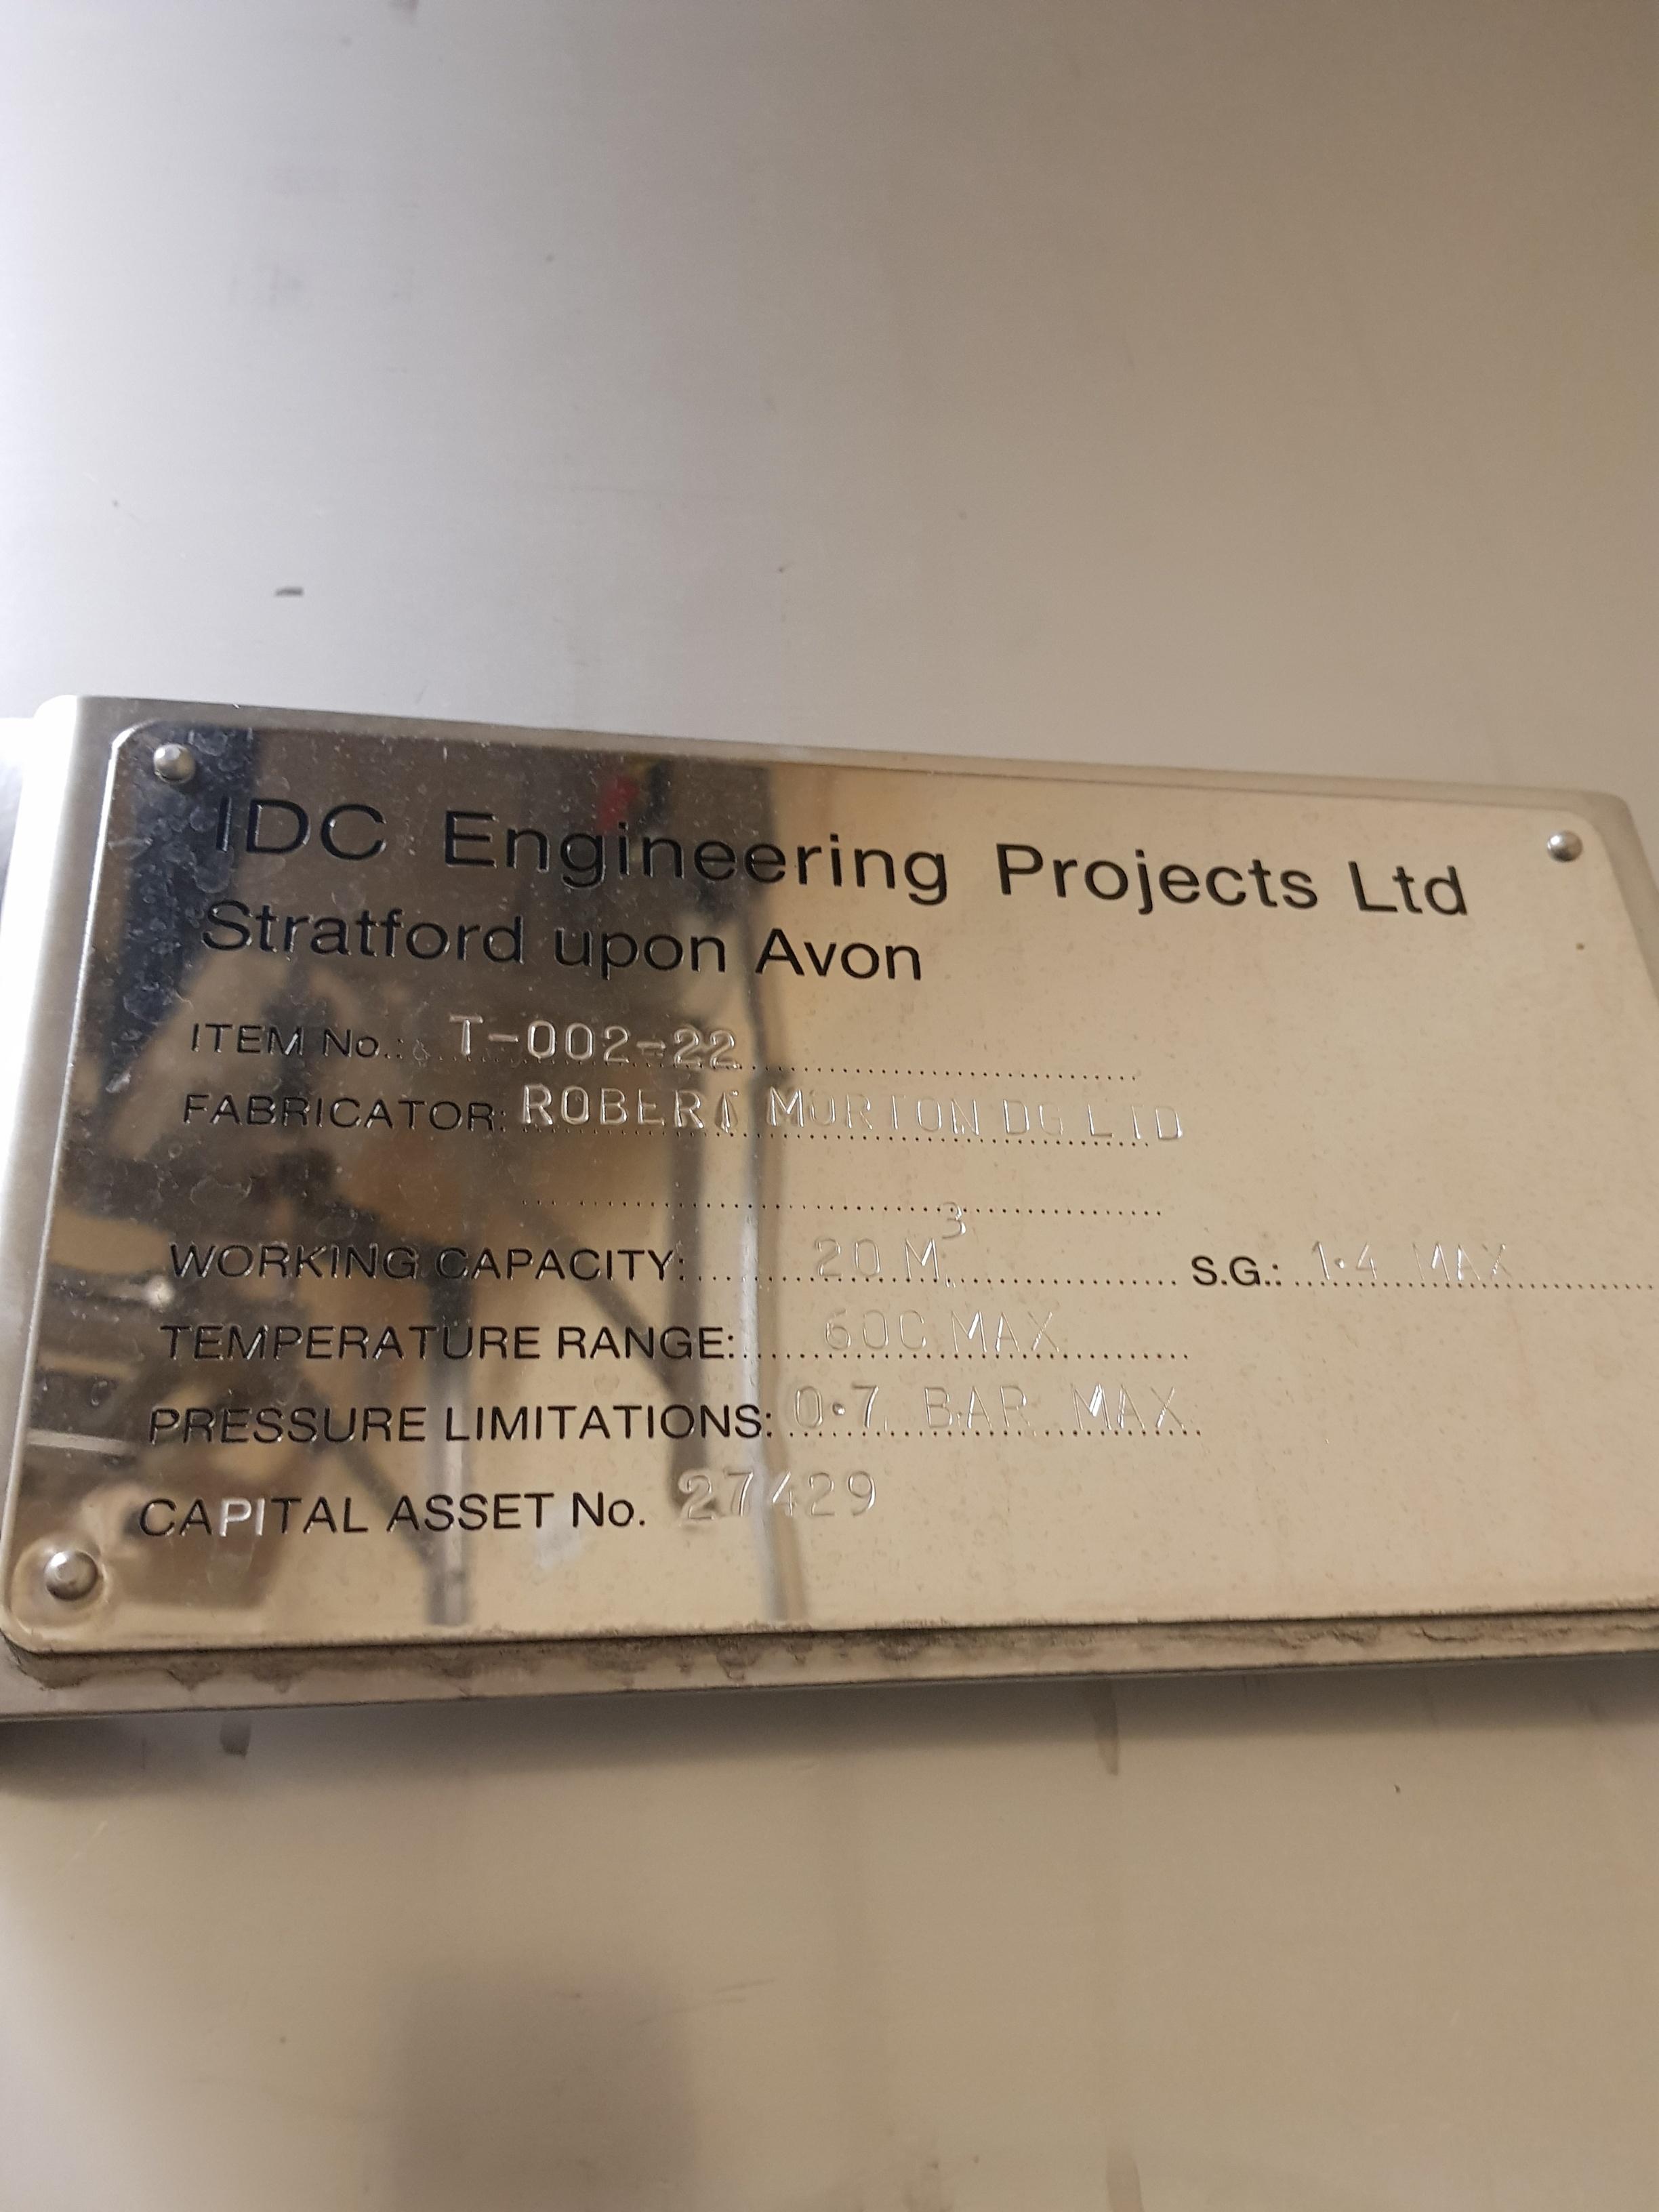 IDC Engineering Projects Ltd
Stratford upon Avon
ITEM No.: T-002-22
FABRICATOR: ROBERT MORTON DG LTD
WORKING CAPACITY: 20 M³ S.G.: 1·4 MAX
TEMPERATURE RANGE: 60C MAX
PRESSURE LIMITATIONS: 0·7 BAR MAX
CAPITAL ASSET No. 27429